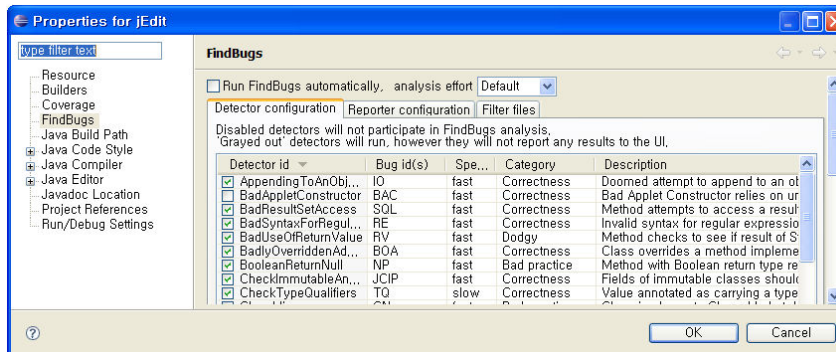 Properties for jEdit
type filter text
Resource
Builders
Coverage
FindBugs
Java Build Path
Java Code Style
Java Compiler
Java Editor
Javadoc Location
Project References
Run/Debug Settings
FindBugs
Run FindBugs automatically, analysis effort Default
Detector configuration Reporter configuration Filter files
Disabled detectors will not participate in FindBugs analysis,
'Grayed out' detectors will run, however they will not report any results to the UI,
Detector id Bug id(s) Spe... Category Description
AppendingToAnObj... IO fast Correctness Doomed attempt to append to an ob
BadAppletConstructor BAC fast Correctness Bad Applet Constructor relies on un
BadResultSetAccess SQL fast Correctness Method attempts to access a result
BadSyntaxForRegul... RE fast Correctness Invalid syntax for regular expressio
BadUseOfReturnValue RV fast Dodgy Method checks to see if result of S
BadlyOverriddenAd... BOA fast Correctness Class overrides a method impleme
BooleanReturnNull NP fast Bad practice Method with Boolean return type re
CheckImmutableAn... JCIP fast Correctness Fields of immutable classes should
CheckTypeQualifiers TQ slow Correctness Value annotated as carrying a type
OK Cancel